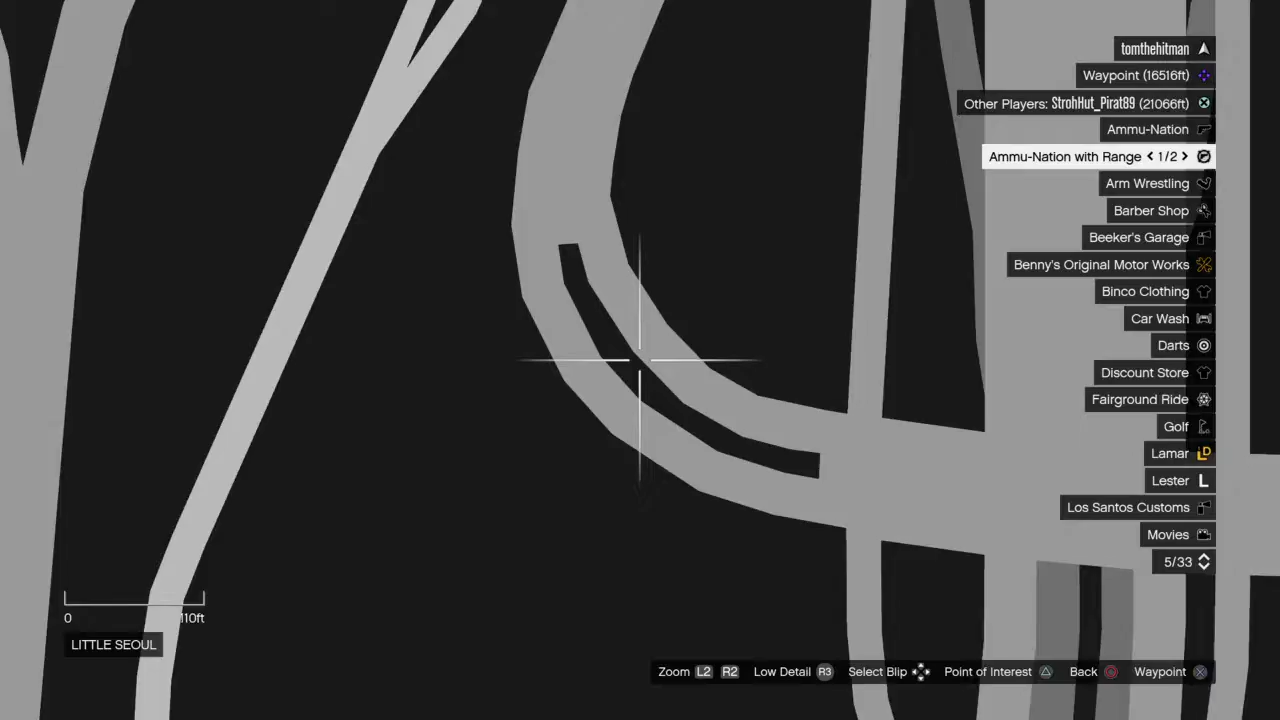 tomthehitman
Waypoint (16516ft)
Other Players: StrohHut_Pirat89 (21066ft)
Ammu-Nation
Ammu-Nation with Range < 1/2 >
Arm Wrestling
Barber Shop
Beeker's Garage
Benny's Original Motor Works
Binco Clothing
Car Wash
Darts
Discount Store
Fairground Ride
Golf
Lamar LD
Lester L
Los Santos Customs
Movies
5/33
0 110ft
LITTLE SEOUL
Zoom L2 R2 Low Detail R3 Select Blip Point of Interest Back Waypoint